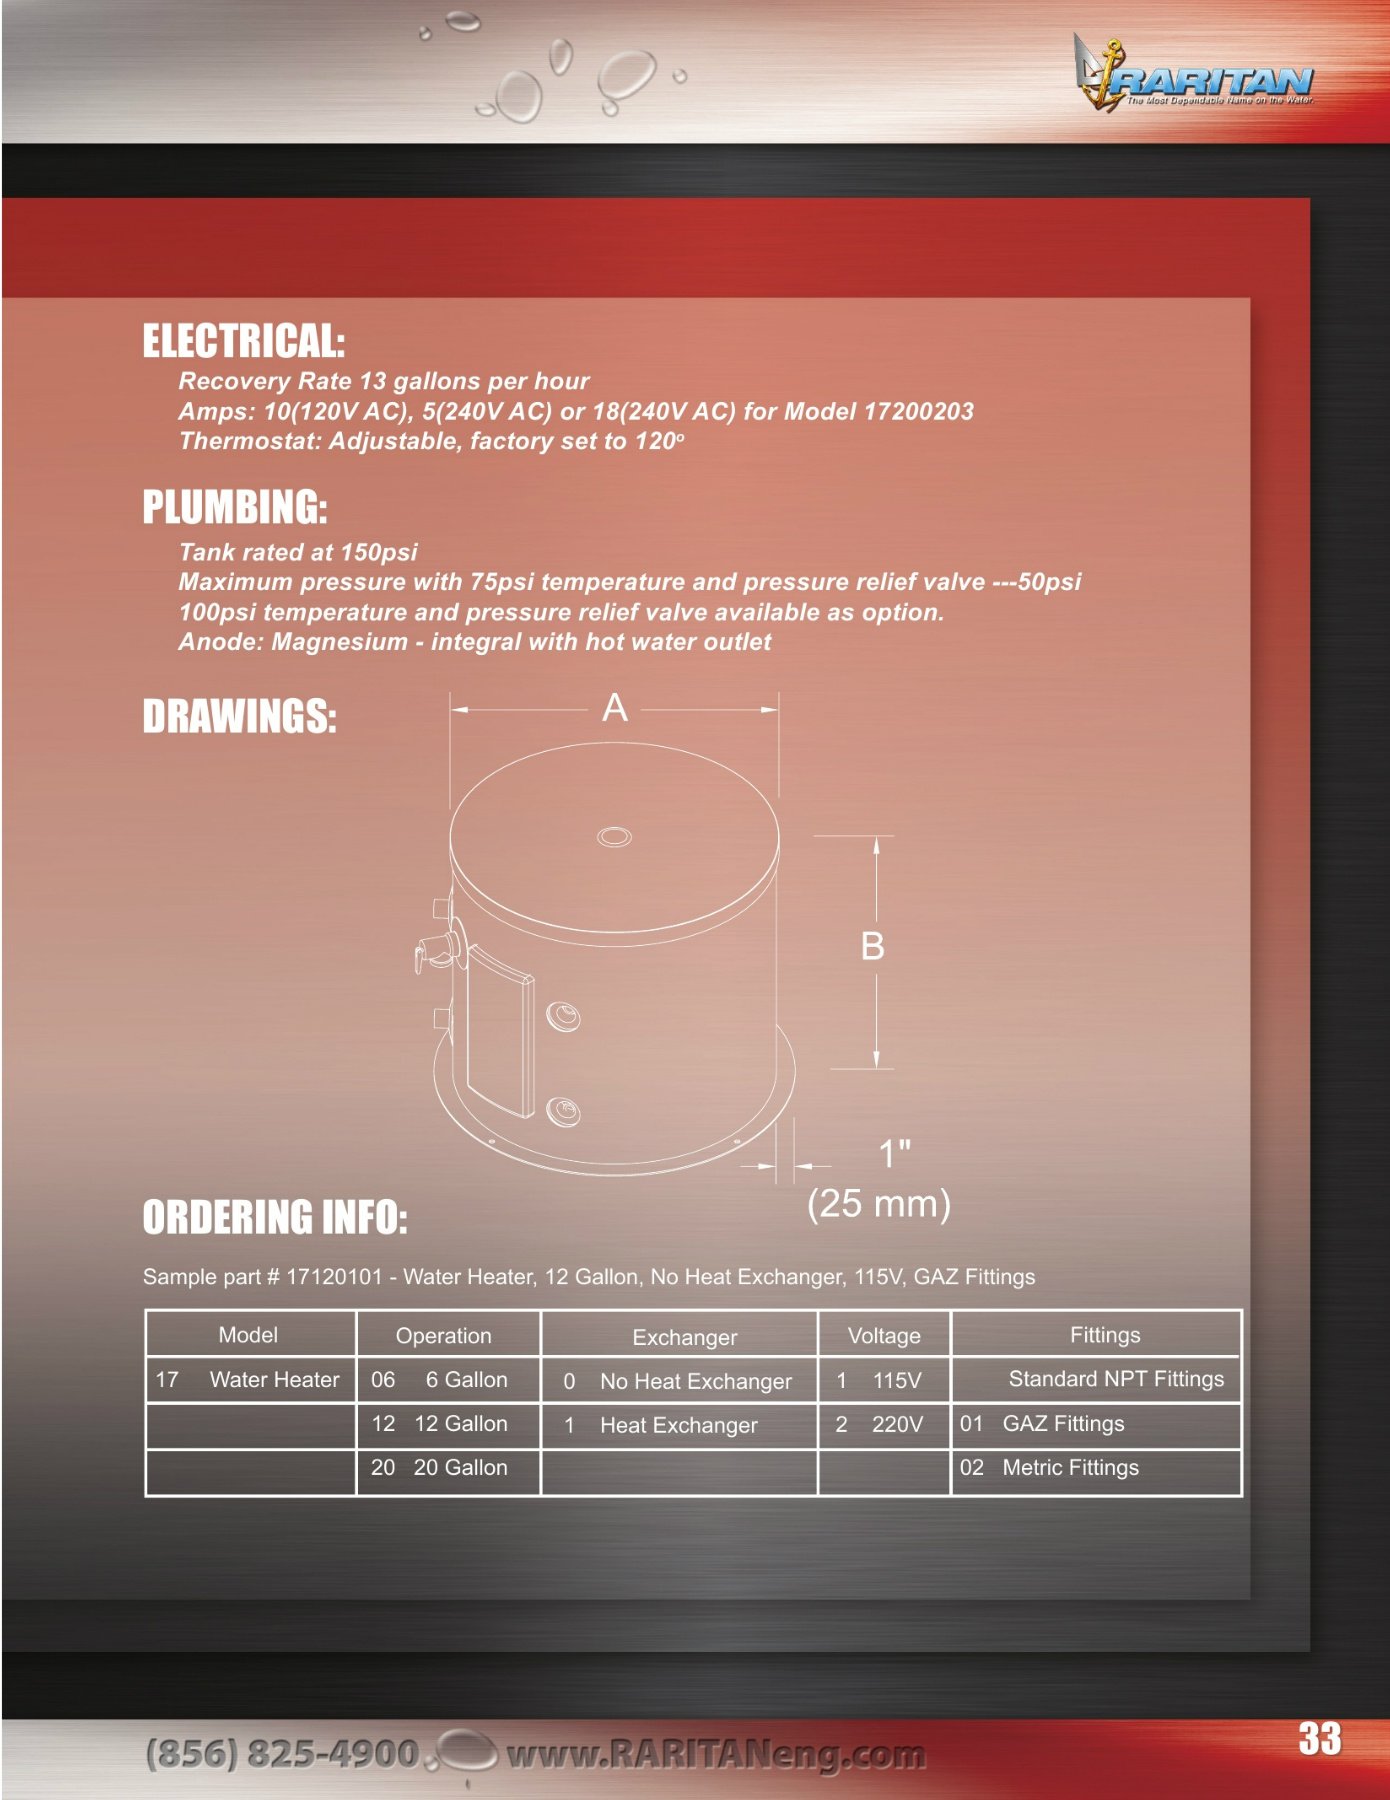 RARITAN
The Most Dependable Name on the Water.
ELECTRICAL:
Recovery Rate 13 gallons per hour
Amps: 10(120V AC), 5(240V AC) or 18(240V AC) for Model 17200203
Thermostat: Adjustable, factory set to 120º
PLUMBING:
Tank rated at 150psi
Maximum pressure with 75psi temperature and pressure relief valve ---50psi
100psi temperature and pressure relief valve available as option.
Anode: Magnesium - integral with hot water outlet
DRAWINGS:
A
B
1"
(25 mm)
ORDERING INFO:
Sample part # 17120101 - Water Heater, 12 Gallon, No Heat Exchanger, 115V, GAZ Fittings
Model Operation Exchanger Voltage Fittings
17 Water Heater 06 6 Gallon 0 No Heat Exchanger 1 115V Standard NPT Fittings
12 12 Gallon 1 Heat Exchanger 2 220V 01 GAZ Fittings
20 20 Gallon 02 Metric Fittings
(856) 825-4900 www.RARITANeng.com
33